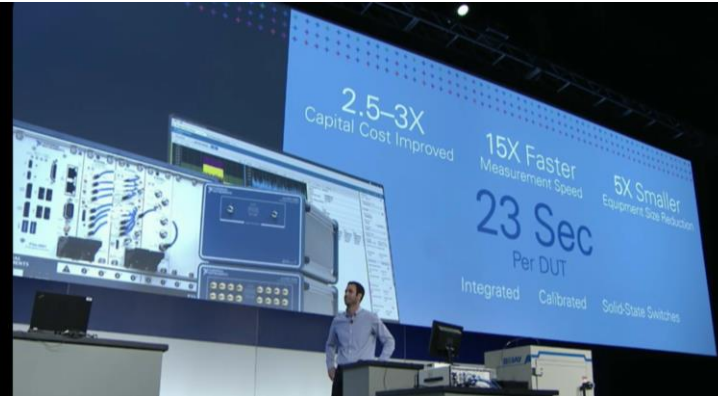 2.5–3X
Capital Cost Improved
15X Faster
Measurement Speed
5X Smaller
Equipment Size Reduction
23 Sec
Per DUT
Integrated
Calibrated
Solid-State Switches